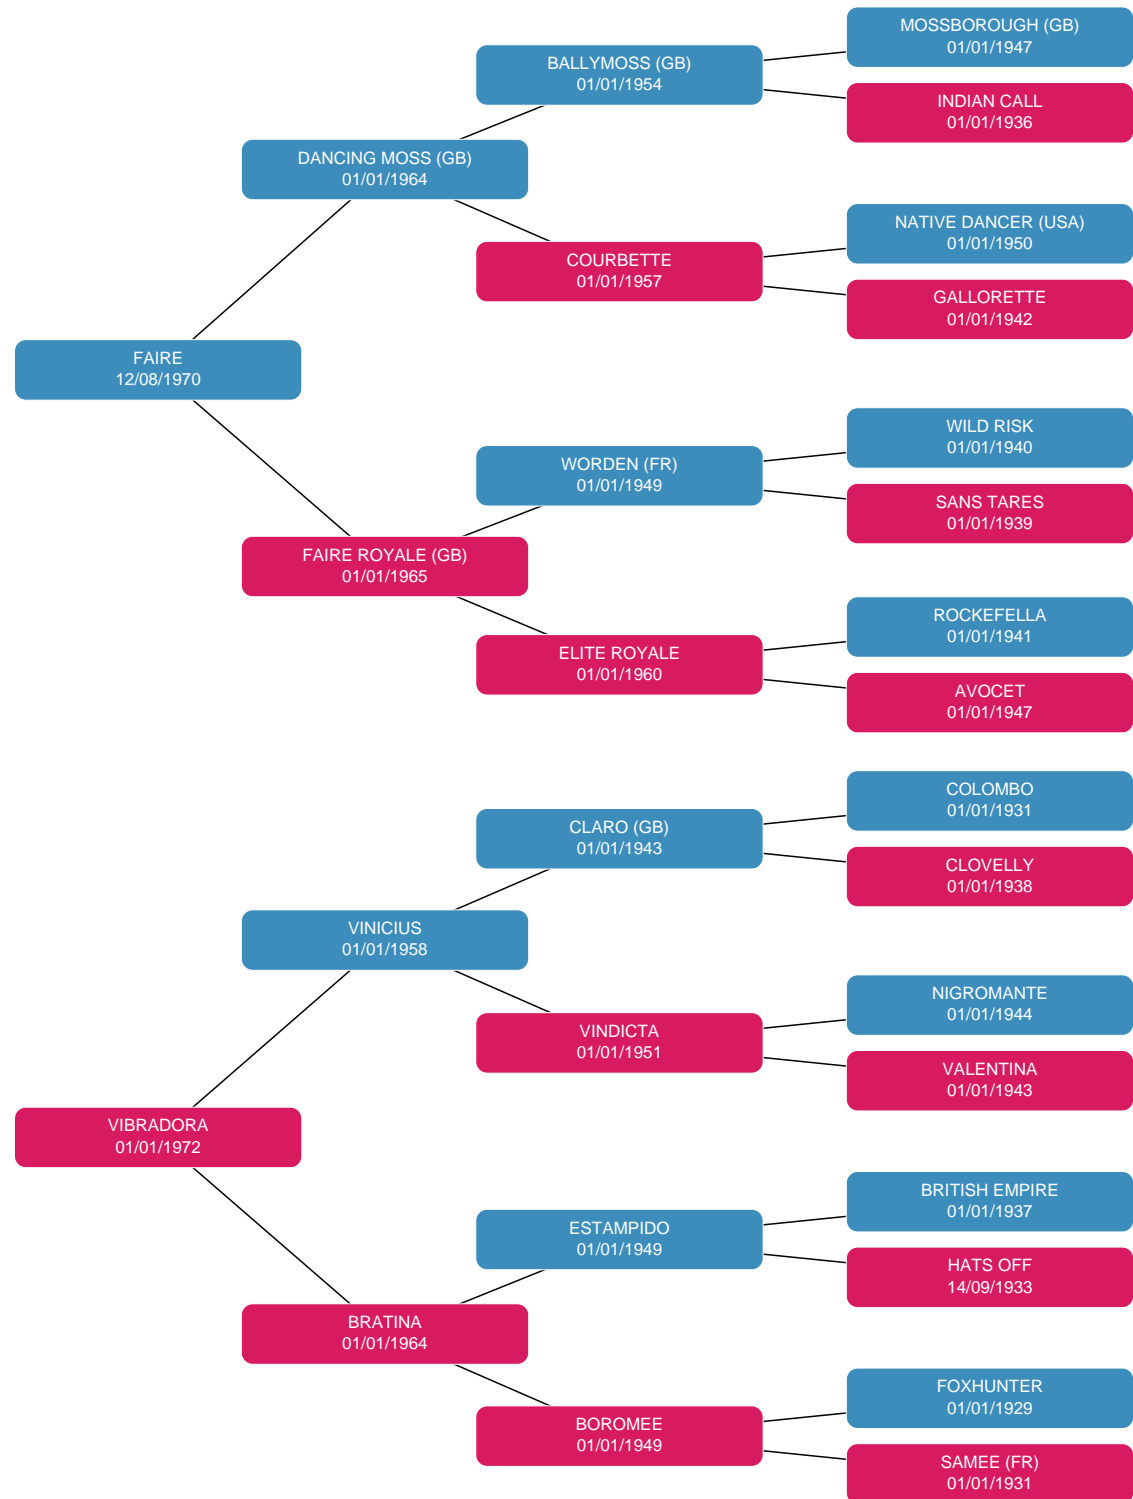 MOSSBOROUGH (GB)
01/01/1947
BALLYMOSS (GB)
01/01/1954
INDIAN CALL
01/01/1936
DANCING MOSS (GB)
01/01/1964
NATIVE DANCER (USA)
01/01/1950
COURBETTE
01/01/1957
GALLORETTE
01/01/1942
FAIRE
12/08/1970
WILD RISK
01/01/1940
WORDEN (FR)
01/01/1949
SANS TARES
01/01/1939
FAIRE ROYALE (GB)
01/01/1965
ROCKEFELLA
01/01/1941
ELITE ROYALE
01/01/1960
AVOCET
01/01/1947
COLOMBO
01/01/1931
CLARO (GB)
01/01/1943
CLOVELLY
01/01/1938
VINICIUS
01/01/1958
NIGROMANTE
01/01/1944
VINDICTA
01/01/1951
VALENTINA
01/01/1943
VIBRADORA
01/01/1972
BRITISH EMPIRE
01/01/1937
ESTAMPIDO
01/01/1949
HATS OFF
14/09/1933
BRATINA
01/01/1964
FOXHUNTER
01/01/1929
BOROMEE
01/01/1949
SAMEE (FR)
01/01/1931